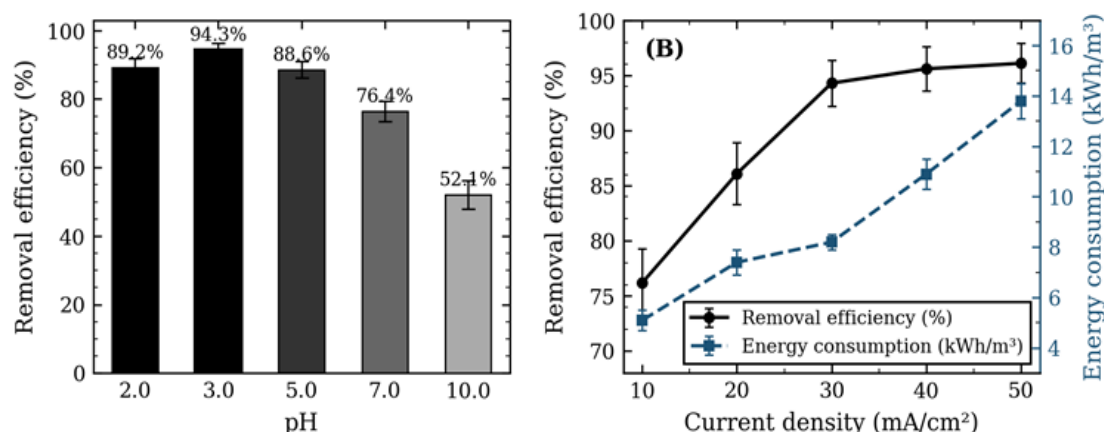 Removal efficiency (%)
100
80
60
40
20
0
89.2%
94.3%
88.6%
76.4%
52.1%
2.0 3.0 5.0 7.0 10.0
pH
(B)
Removal efficiency (%)
100
95
90
85
80
75
70
Removal efficiency (%)
Energy consumption (kWh/m³)
10 20 30 40 50
Current density (mA/cm²)
16
14
12
10
8
6
4
Energy consumption (kWh/m³)